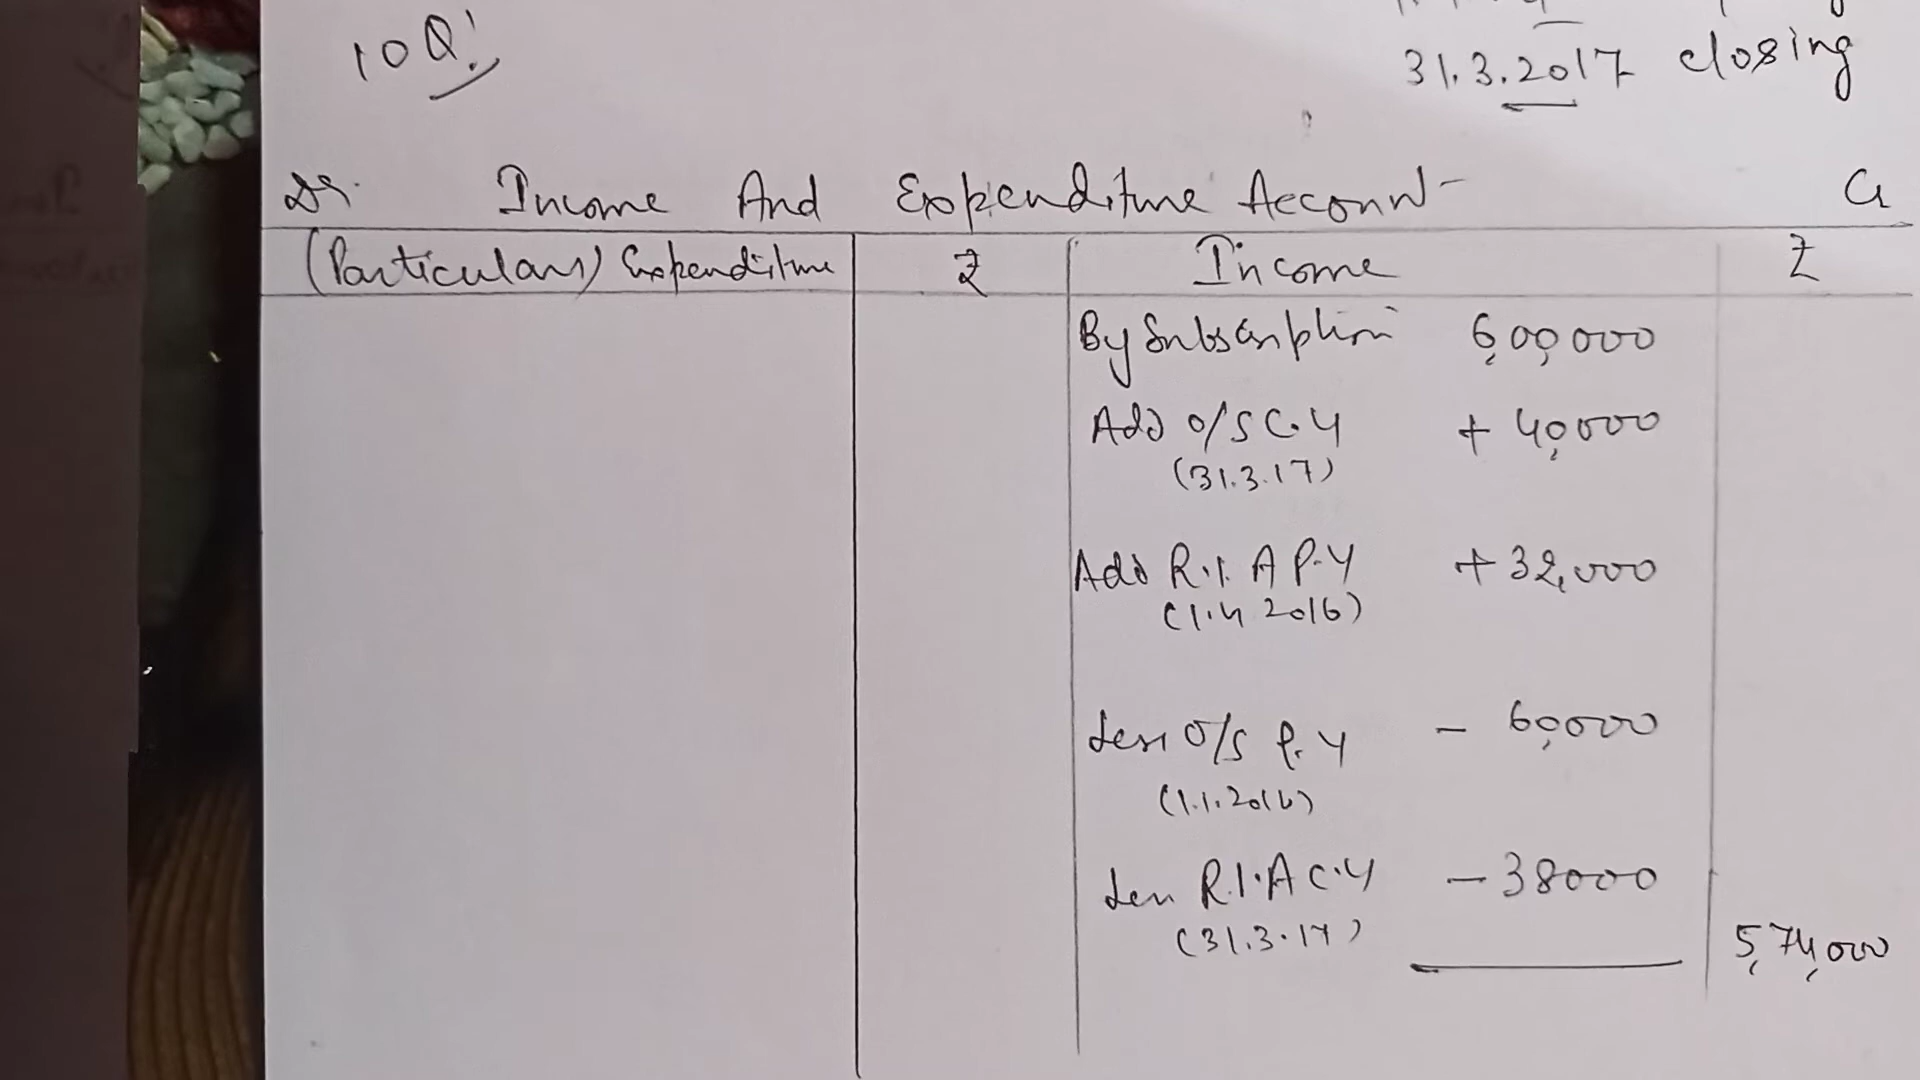 10Q!
31.3.2017 closing
Dr. Income And Expenditure Account Cr
(Particulars) Expenditure ₹ Income ₹
By Subscription 6,00,000
Add O/S C.Y + 40,000
(31.3.17)
Add R.I. A P.Y + 32,000
(1.4 2016)
Less O/S P.Y - 60,000
(1.1.2016)
Less R.I.A C.Y - 38000
(31.3.17)
5,74,000